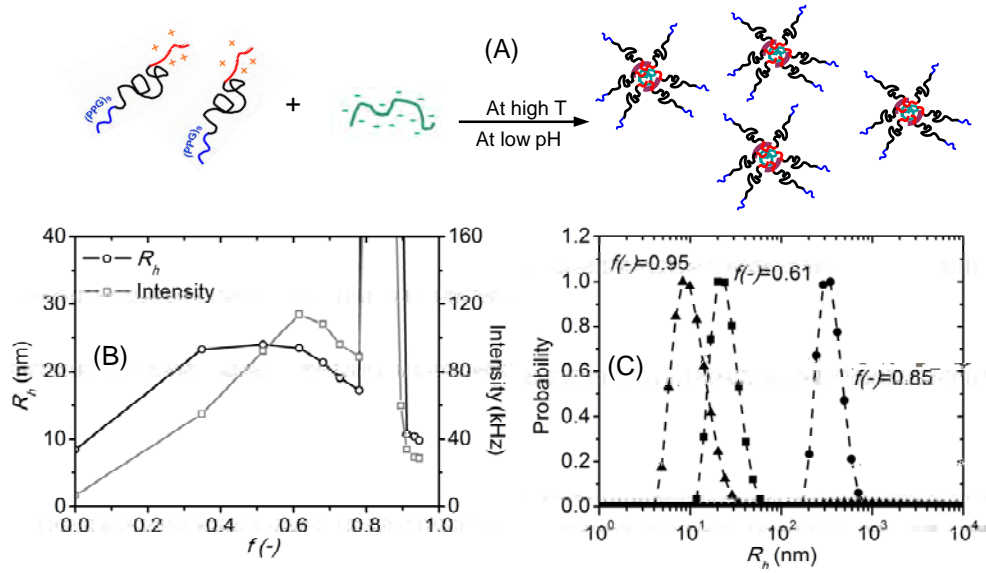 (A)
(PPG)₉
(PPG)₉
+
At high T
At low pH
(B)
R_h
Intensity
R_h (nm)
40
30
20
10
0
Intensity (kHz)
160
120
80
40
0
0.0 0.2 0.4 0.6 0.8 1.0
f(-)
(C)
f(-)=0.95
f(-)=0.61
f(-)=0.85
Probability
1.2
1.0
0.8
0.6
0.4
0.2
0.0
10⁰ 10¹ 10² 10³ 10⁴
R_h (nm)